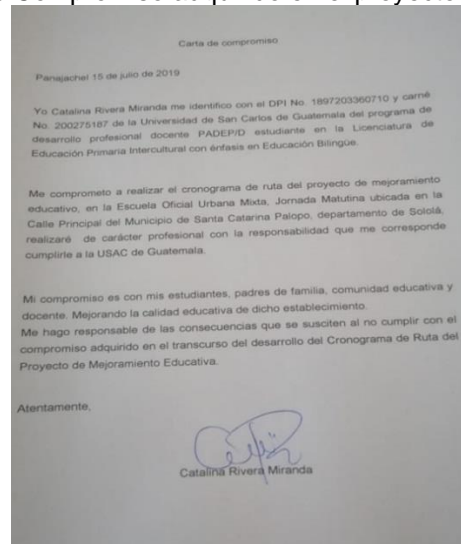 Carta de compromiso
Panajachel 15 de julio de 2019
Yo Catalina Rivera Miranda me identifico con el DPI No. 1897203360710 y carné
No. 200275187 de la Universidad de San Carlos de Guatemala del programa de
desarrollo profesional docente PADEP/D estudiante en la Licenciatura de
Educación Primaria Intercultural con énfasis en Educación Bilingüe.
Me comprometo a realizar el cronograma de ruta del proyecto de mejoramiento
educativo, en la Escuela Oficial Urbana Mixta, Jornada Matutina ubicada en la
Calle Principal del Municipio de Santa Catarina Palopo, departamento de Sololá,
realizaré de carácter profesional con la responsabilidad que me corresponde
cumplirle a la USAC de Guatemala.
Mi compromiso es con mis estudiantes, padres de familia, comunidad educativa y
docente. Mejorando la calidad educativa de dicho establecimiento.
Me hago responsable de las consecuencias que se susciten al no cumplir con el
compromiso adquirido en el transcurso del desarrollo del Cronograma de Ruta del
Proyecto de Mejoramiento Educativa.
Atentamente,
Catalina Rivera Miranda